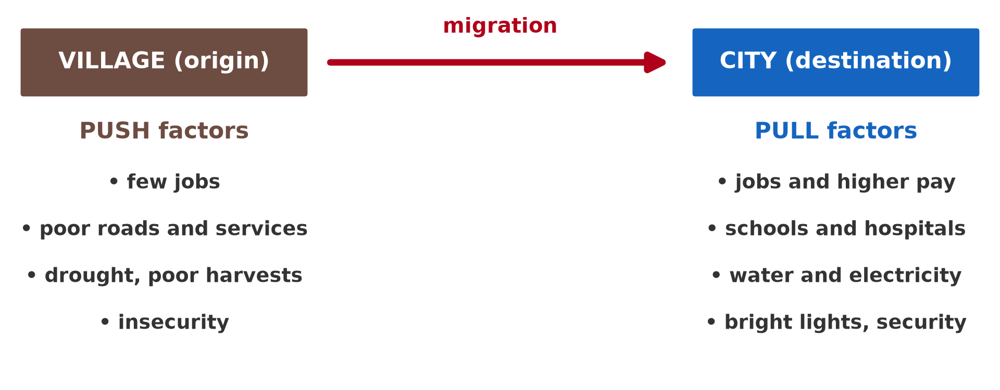 migration
VILLAGE (origin)
CITY (destination)
PUSH factors
• few jobs
• poor roads and services
• drought, poor harvests
• insecurity
PULL factors
• jobs and higher pay
• schools and hospitals
• water and electricity
• bright lights, security